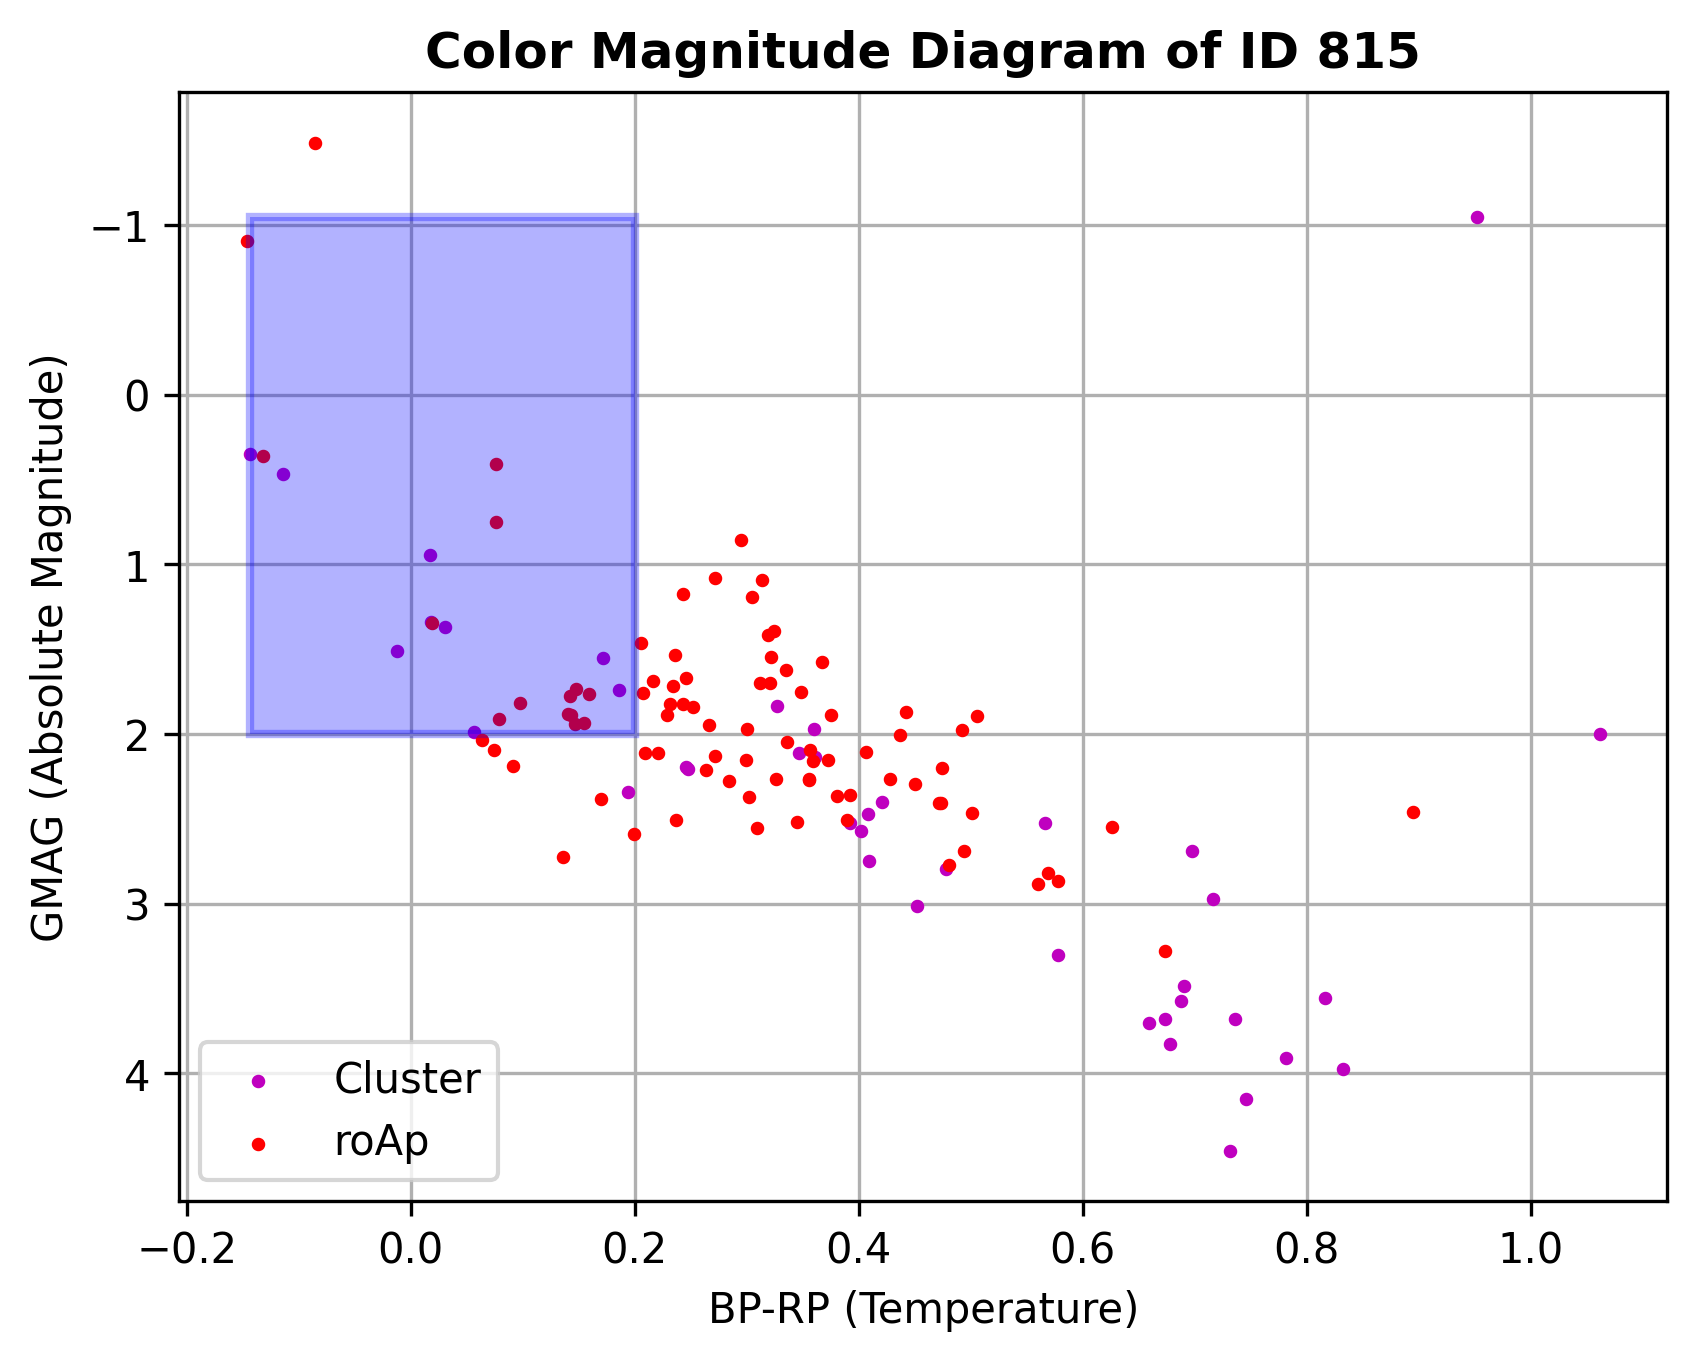 Color Magnitude Diagram of ID 815
GMAG (Absolute Magnitude)
−1
0
1
2
3
4
Cluster
roAp
−0.2 0.0 0.2 0.4 0.6 0.8 1.0
BP-RP (Temperature)